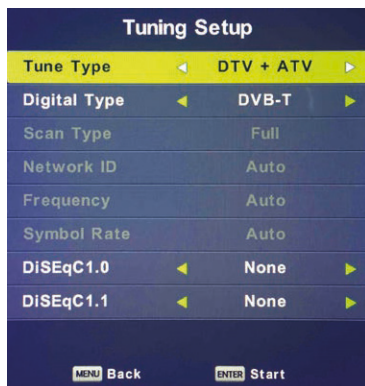 Tuning Setup
Tune Type DTV + ATV
Digital Type DVB-T
Scan Type Full
Network ID Auto
Frequency Auto
Symbol Rate Auto
DiSEqC1.0 None
DiSEqC1.1 None
MENU Back ENTER Start